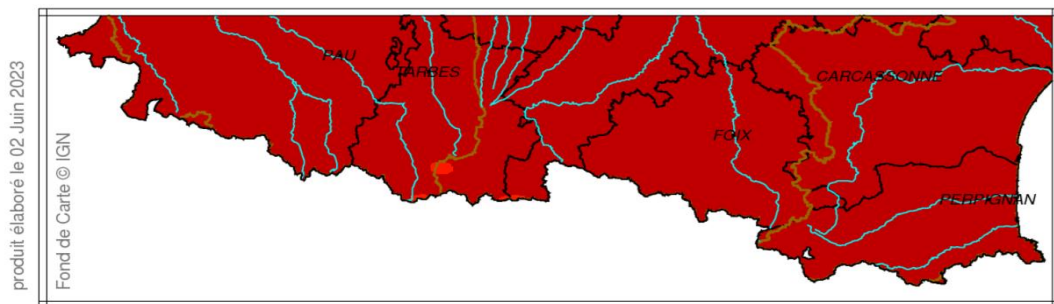 produit élaboré le 02 Juin 2023
Fond de Carte © IGN
PAU
TARBES
CARCASSONNE
FOIX
PERPIGNAN